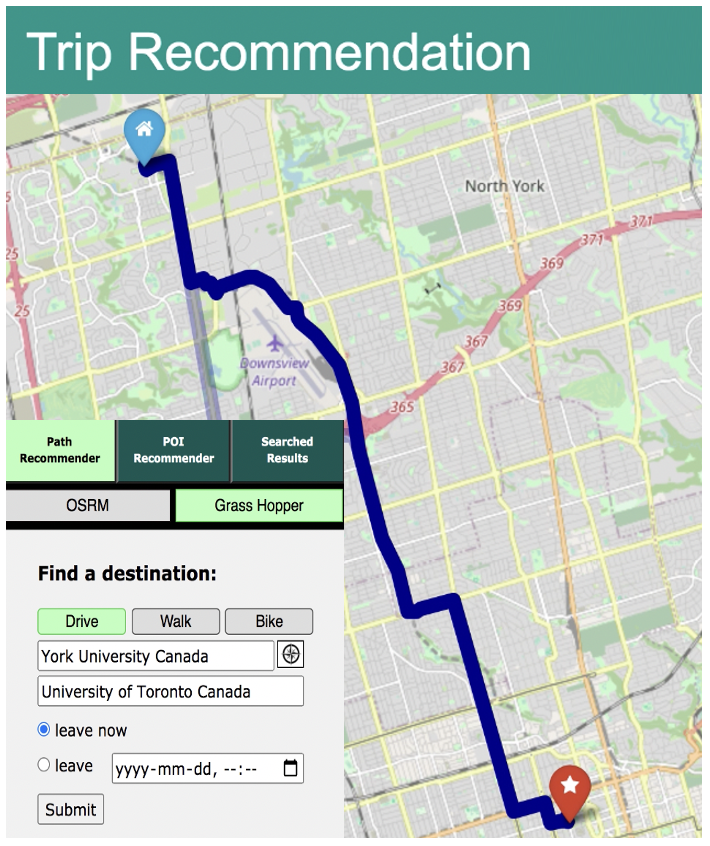 Trip Recommendation
North York
371
371
369
369
367
367
365
25
25
Downsview
Airport
Path
Recommender
POI
Recommender
Searched
Results
OSRM
Grass Hopper
Find a destination:
Drive
Walk
Bike
York University Canada
University of Toronto Canada
leave now
leave
yyyy-mm-dd, --:--
Submit